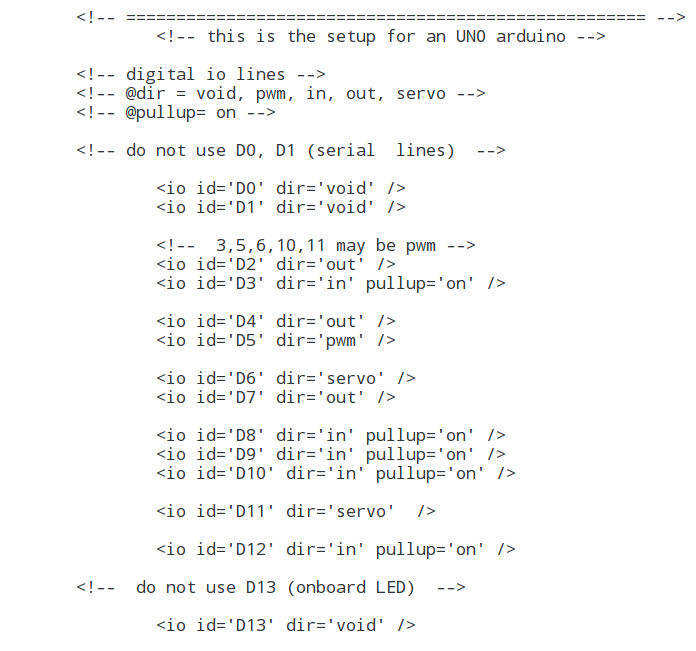 <!-- ==================================================== -->
<!-- this is the setup for an UNO arduino -->
<!-- digital io lines -->
<!-- @dir = void, pwm, in, out, servo -->
<!-- @pullup= on -->
<!-- do not use D0, D1 (serial  lines)  -->
<io id='D0' dir='void' />
<io id='D1' dir='void' />
<!--  3,5,6,10,11 may be pwm -->
<io id='D2' dir='out' />
<io id='D3' dir='in' pullup='on' />
<io id='D4' dir='out' />
<io id='D5' dir='pwm' />
<io id='D6' dir='servo' />
<io id='D7' dir='out' />
<io id='D8' dir='in' pullup='on' />
<io id='D9' dir='in' pullup='on' />
<io id='D10' dir='in' pullup='on' />
<io id='D11' dir='servo'  />
<io id='D12' dir='in' pullup='on' />
<!--  do not use D13 (onboard LED)  -->
<io id='D13' dir='void' />